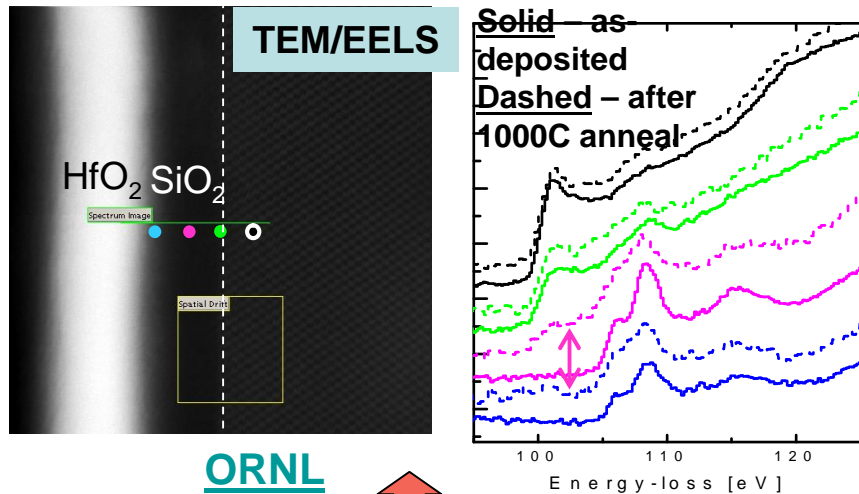 TEM/EELS
HfO₂ SiO₂
Spectrum Image
Spatial Drift
ORNL
Solid – as-
deposited
Dashed – after
1000C anneal
100 110 120
Energy-loss [eV]